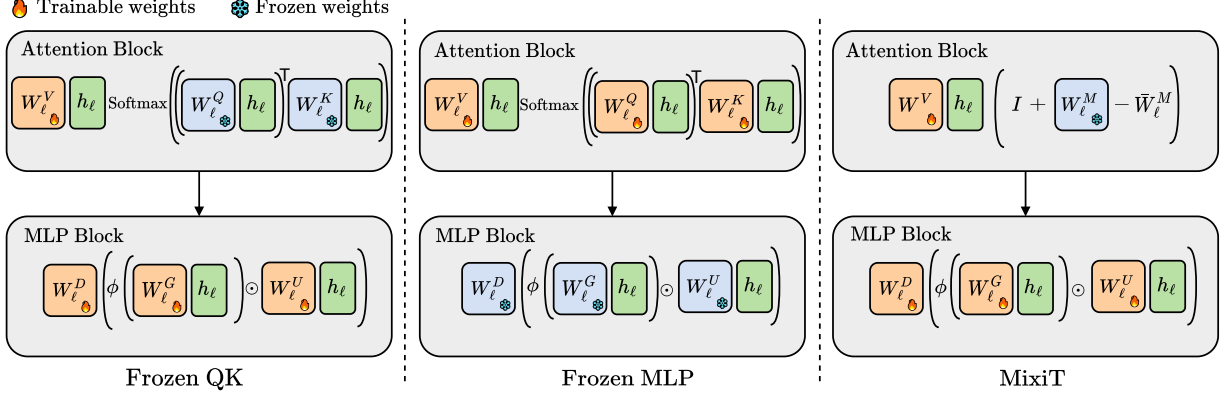 Trainable weights Frozen weights
Attention Block
W_ℓ^V h_ℓ Softmax ( ( W_ℓ^Q h_ℓ )^⊤ W_ℓ^K h_ℓ )
MLP Block
W_ℓ^D ( ϕ ( W_ℓ^G h_ℓ ) ⊙ W_ℓ^U h_ℓ )
Frozen QK
Attention Block
W_ℓ^V h_ℓ Softmax ( ( W_ℓ^Q h_ℓ )^⊤ W_ℓ^K h_ℓ )
MLP Block
W_ℓ^D ( ϕ ( W_ℓ^G h_ℓ ) ⊙ W_ℓ^U h_ℓ )
Frozen MLP
Attention Block
W^V h_ℓ ( I + W_ℓ^M − W̄_ℓ^M )
MLP Block
W_ℓ^D ( ϕ ( W_ℓ^G h_ℓ ) ⊙ W_ℓ^U h_ℓ )
MixiT